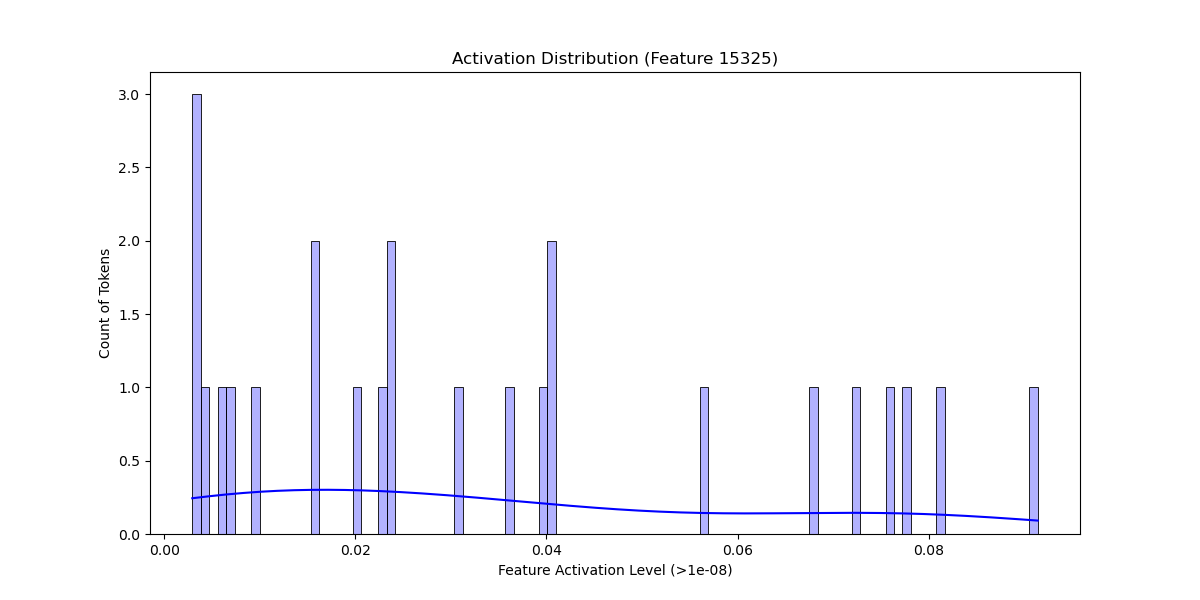 Activation Distribution (Feature 15325)
3.0
2.5
2.0
1.5
1.0
0.5
0.0
Count of Tokens
0.00 0.02 0.04 0.06 0.08
Feature Activation Level (>1e-08)